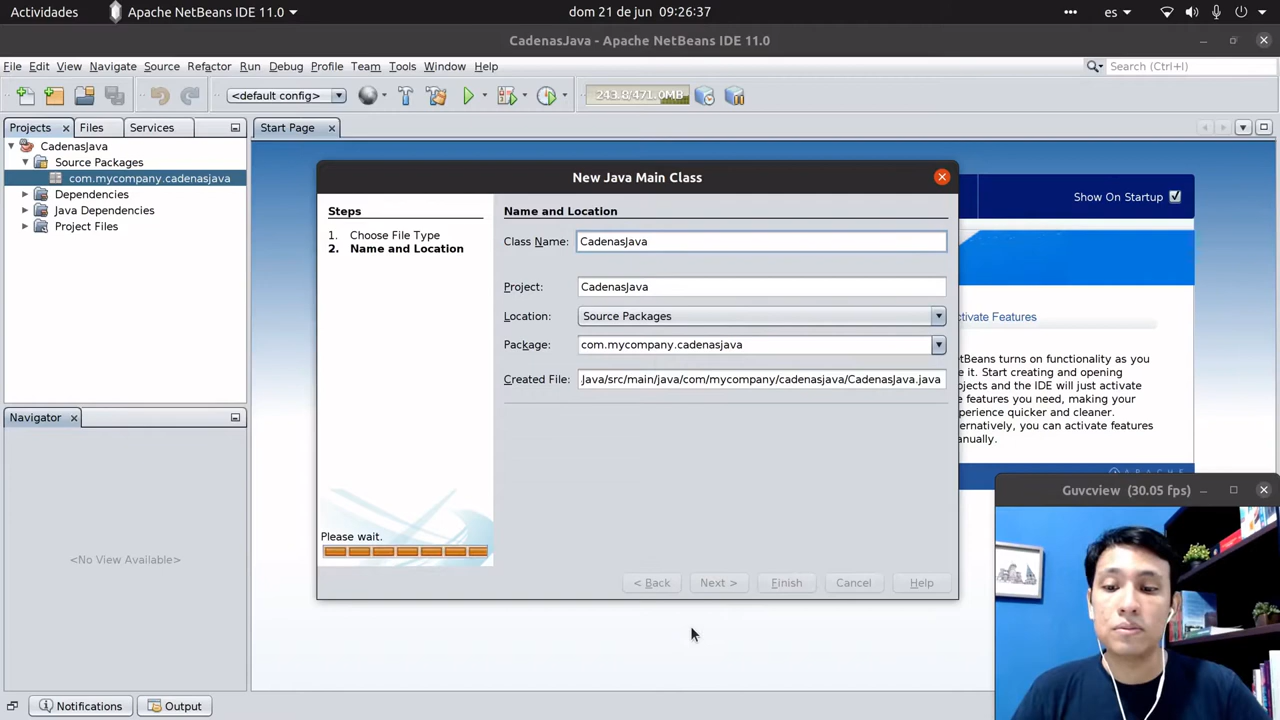 Actividades
Apache NetBeans IDE 11.0
dom 21 de jun 09:26:37
es
CadenasJava - Apache NetBeans IDE 11.0
File Edit View Navigate Source Refactor Run Debug Profile Team Tools Window Help
Search (Ctrl+I)
<default config>
243.8/471.0MB
Projects
Files
Services
Start Page
CadenasJava
Source Packages
com.mycompany.cadenasjava
Dependencies
Java Dependencies
Project Files
Navigator
<No View Available>
Show On Startup
New Java Main Class
Steps
1. Choose File Type
2. Name and Location
Please wait.
Name and Location
Class Name: CadenasJava
Project: CadenasJava
Location: Source Packages
Package: com.mycompany.cadenasjava
Created File: Java/src/main/java/com/mycompany/cadenasjava/CadenasJava.java
< Back
Next >
Finish
Cancel
Help
ctivate Features
etBeans turns on functionality as you
e it. Start creating and opening
ojects and the IDE will just activate
e features you need, making your
perience quicker and cleaner.
ternatively, you can activate features
anually.
A P A C H E
Guvcview (30.05 fps)
Notifications
Output